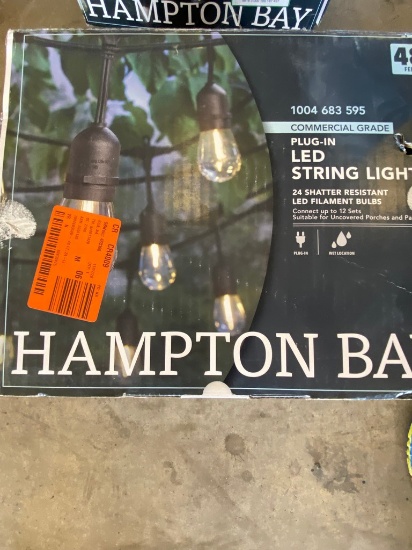 HAMPTON BAY
48
1004 683 595
COMMERCIAL GRADE
PLUG-IN
LED
STRING LIGHT
24 SHATTER RESISTANT
LED FILAMENT BULBS
Connect up to 12 Sets
Suitable for Uncovered Porches and Pa
PLUG-IN
WET LOCATION
HAMPTON BA